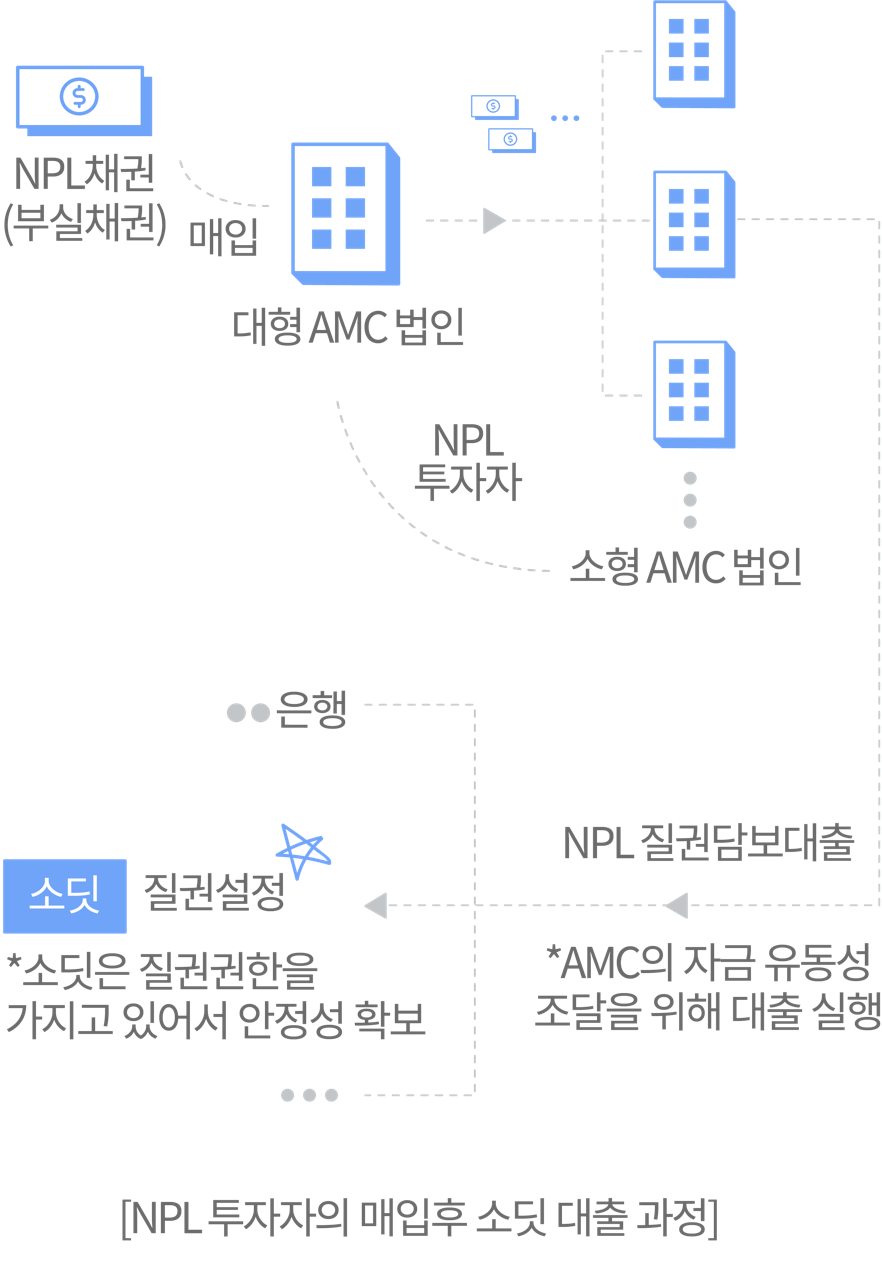 NPL채권
(부실채권)
매입
대형 AMC 법인
NPL
투자자
소형 AMC 법인
은행
NPL 질권담보대출
소딧
질권설정
*소딧은 질권권한을
가지고 있어서 안정성 확보
*AMC의 자금 유동성
조달을 위해 대출 실행
[NPL 투자자의 매입후 소딧 대출 과정]